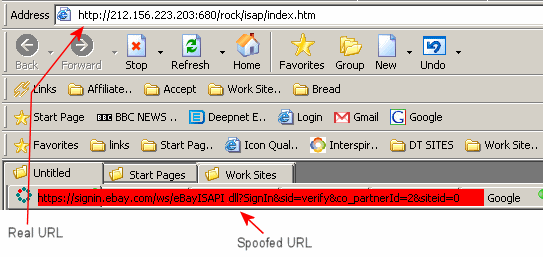 Address http://212.156.223.203:680/rock/isap/index.htm
Back Forward Stop Refresh Home Favorites Group New Undo
Links Affiliate.. Accept Work Site.. Bread
Start Page BBC BBC NEWS .. Deepnet E.. Login Gmail G Google
Favorites links Start Pag.. Icon Qual.. Interspir.. DT SITES Work Site..
Untitled Start Pages Work Sites
https://signin.ebay.com/ws/eBayISAPI dll?SignIn&sid=verify&co_partnerId=2&siteid=0 Google
Real URL
Spoofed URL